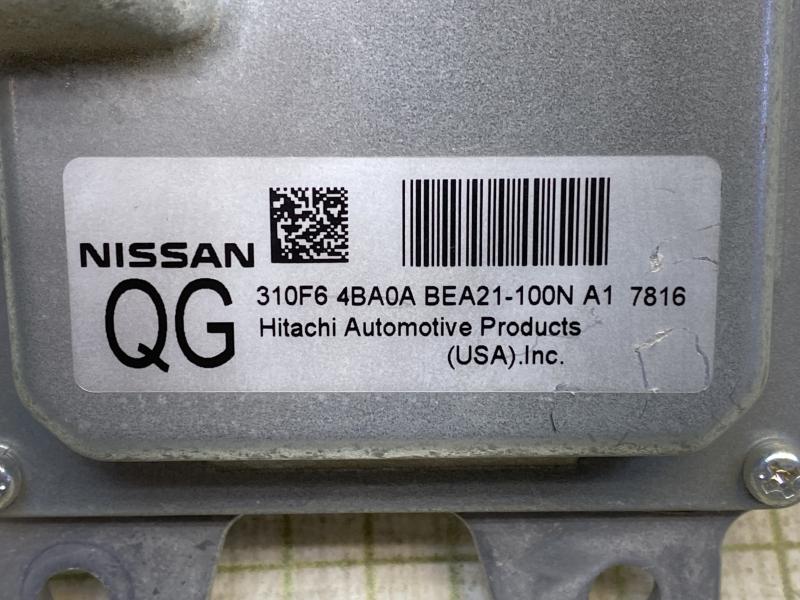 NISSAN
QG
310F6 4BA0A BEA21-100N A1 7816
Hitachi Automotive Products
(USA).Inc.